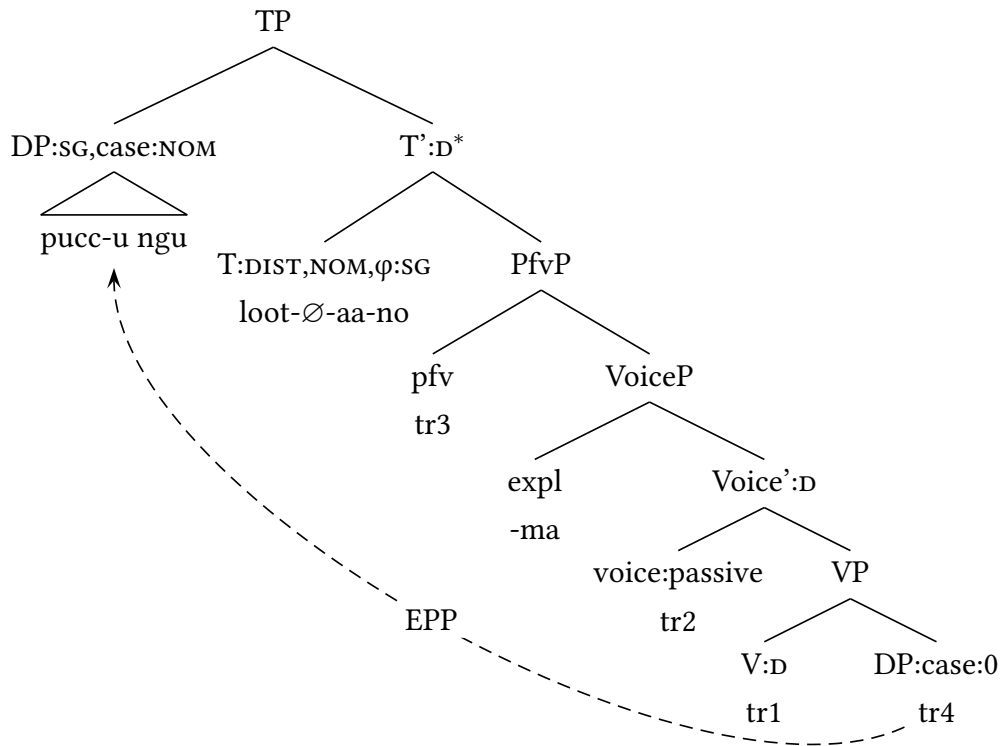 TP
DP:SG,case:NOM T’:D*
pucc-u ngu
T:DIST,NOM,φ:SG PfvP
loot-∅-aa-no
pfv VoiceP
tr3
expl Voice’:D
-ma
voice:passive VP
EPP tr2
V:D DP:case:0
tr1 tr4